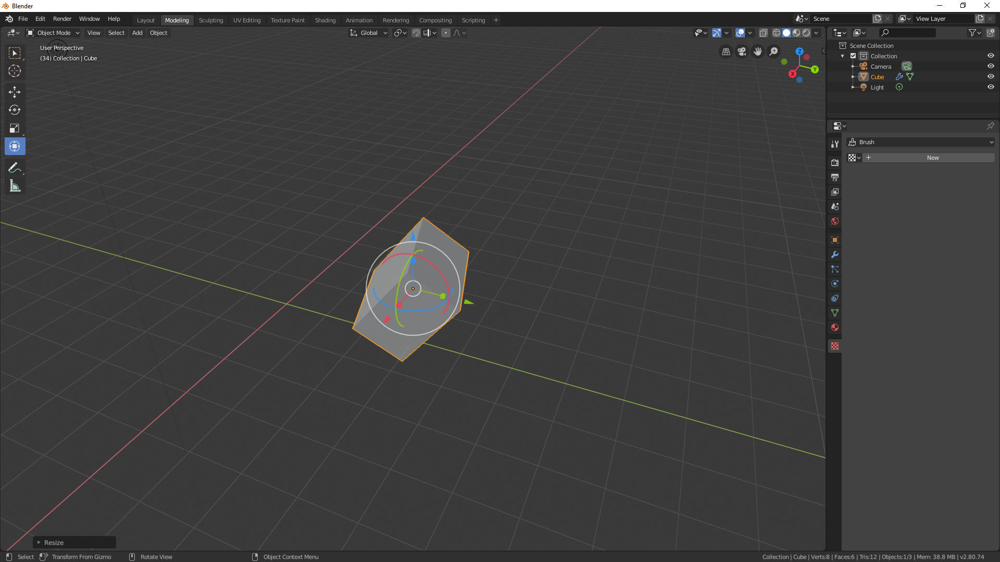 Blender
File Edit Render Window Help Layout Modeling Sculpting UV Editing Texture Paint Shading Animation Rendering Compositing Scripting + Scene View Layer
Object Mode View Select Add Object Global
User Perspective
(34) Collection | Cube
Z
Y
X
Scene Collection
Collection
Camera
Cube
Light
Brush
+ New
Resize
Select Transform From Gizmo Rotate View Object Context Menu Collection | Cube | Verts:8 | Faces:6 | Tris:12 | Objects:1/3 | Mem: 38.8 MB | v2.80.74